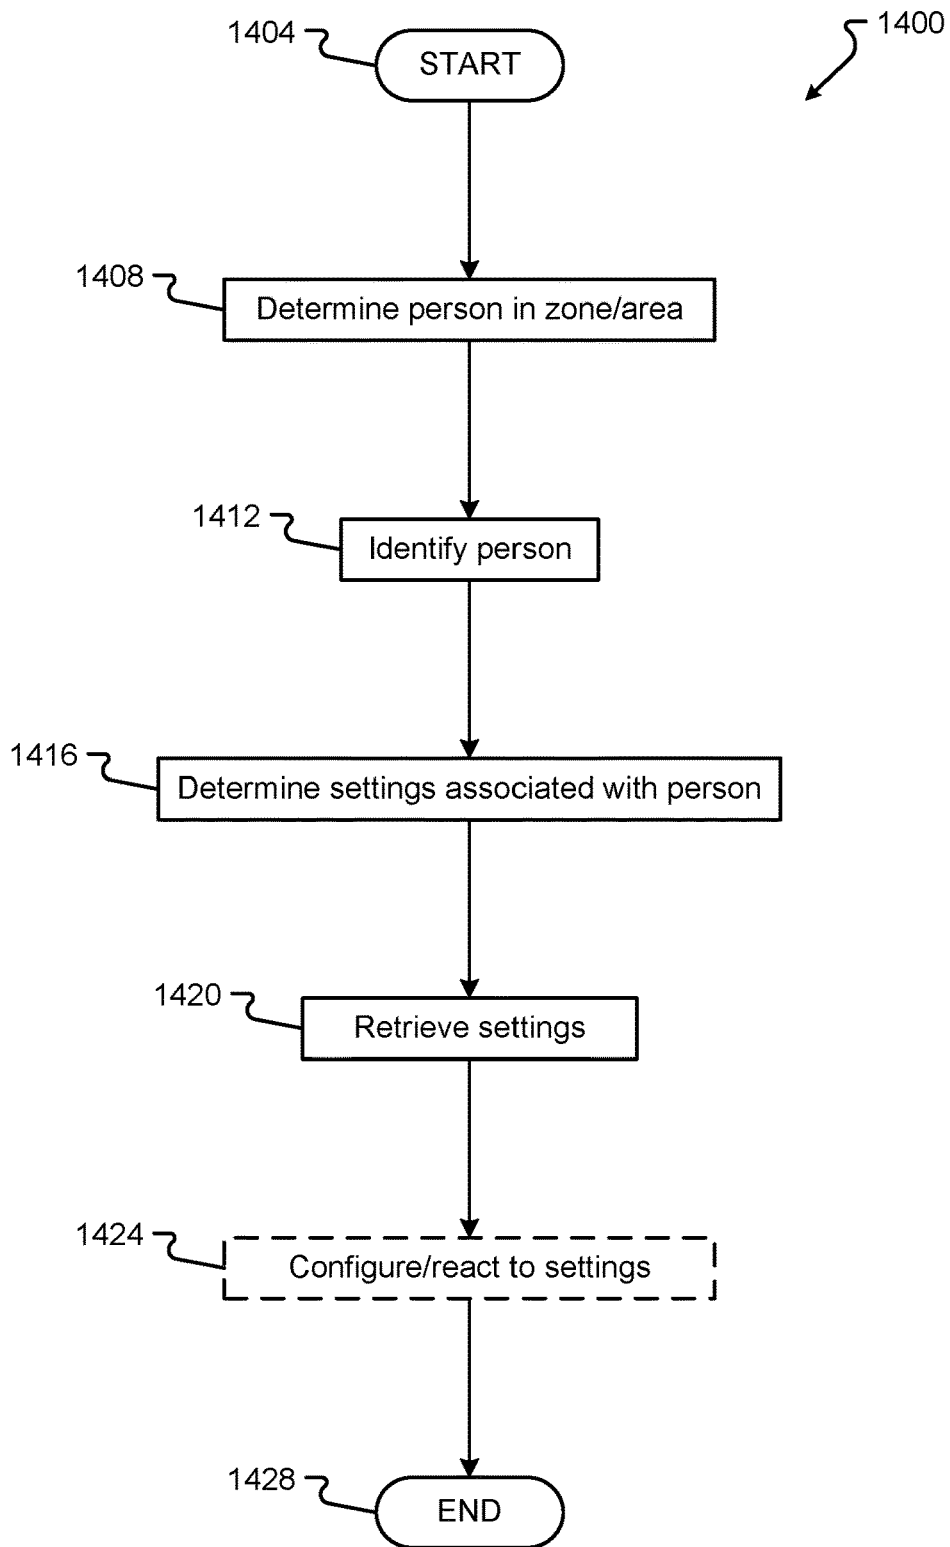 1400
1404
START
1408
Determine person in zone/area
1412
Identify person
1416
Determine settings associated with person
1420
Retrieve settings
1424
Configure/react to settings
1428
END